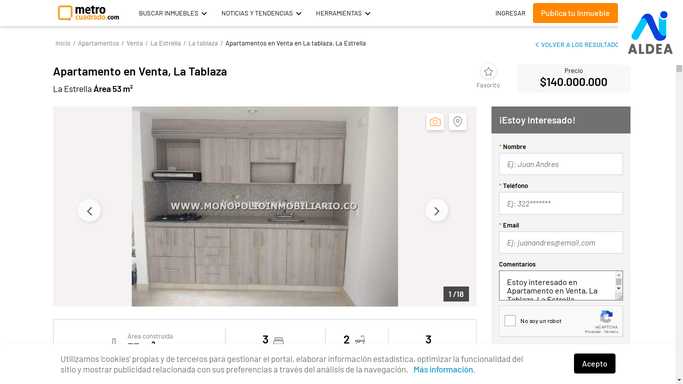 metro
cuadrado.com
BUSCAR INMUEBLES
NOTICIAS Y TENDENCIAS
HERRAMIENTAS
INGRESAR
Publica tu Inmueble
ALDEA
Inicio / Apartamentos / Venta / La Estrella / La tablaza / Apartamentos en Venta en La tablaza, La Estrella
VOLVER A LOS RESULTADO
Apartamento en Venta, La Tablaza
La Estrella Área 53 m²
Favorito
Precio
$140.000.000
WWW.MONOPOLIOINMOBILIARIO.CO
1 /18
¡Estoy Interesado!
* Nombre
Ej: Juan Andres
* Teléfono
Ej: 322*******
* Email
Ej: juanandres@email.com
Comentarios
Estoy interesado en
Apartamento en Venta, La
Tablaza, La Estrella
No soy un robot
reCAPTCHA
Privacidad - Términos
Área construida
3
2
3
Utilizamos 'cookies' propias y de terceros para gestionar el portal, elaborar información estadística, optimizar la funcionalidad del
sitio y mostrar publicidad relacionada con sus preferencias a través del análisis de la navegación. Más información.
Acepto